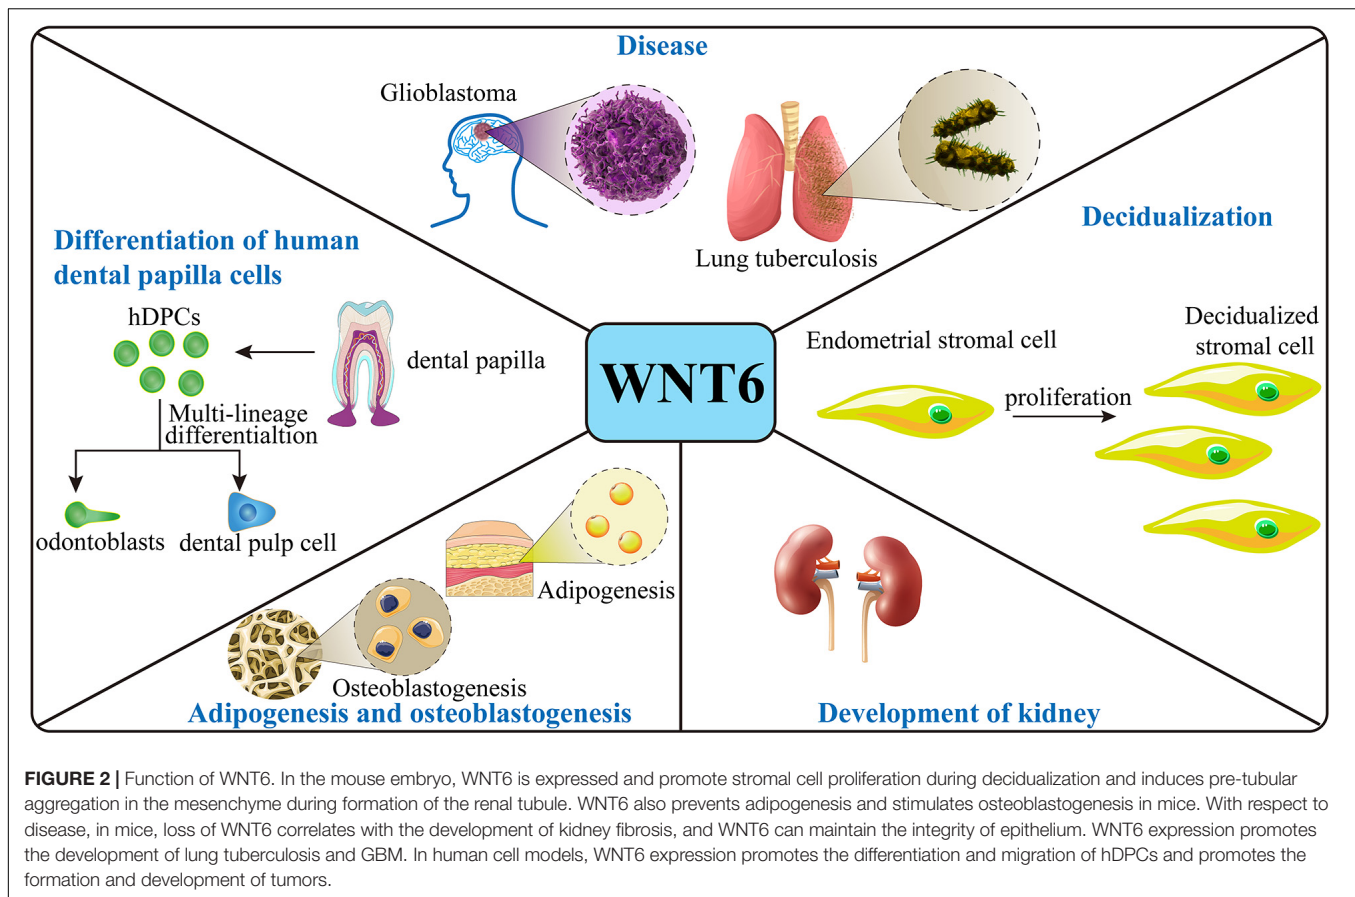 Disease
Glioblastoma
Lung tuberculosis
Decidualization
Endometrial stromal cell
Decidualized
stromal cell
proliferation
Differentiation of human
dental papilla cells
hDPCs
dental papilla
Multi-lineage
differentialtion
odontoblasts
dental pulp cell
WNT6
Adipogenesis
Osteoblastogenesis
Adipogenesis and osteoblastogenesis
Development of kidney
FIGURE 2 | Function of WNT6. In the mouse embryo, WNT6 is expressed and promote stromal cell proliferation during decidualization and induces pre-tubular
aggregation in the mesenchyme during formation of the renal tubule. WNT6 also prevents adipogenesis and stimulates osteoblastogenesis in mice. With respect to
disease, in mice, loss of WNT6 correlates with the development of kidney fibrosis, and WNT6 can maintain the integrity of epithelium. WNT6 expression promotes
the development of lung tuberculosis and GBM. In human cell models, WNT6 expression promotes the differentiation and migration of hDPCs and promotes the
formation and development of tumors.